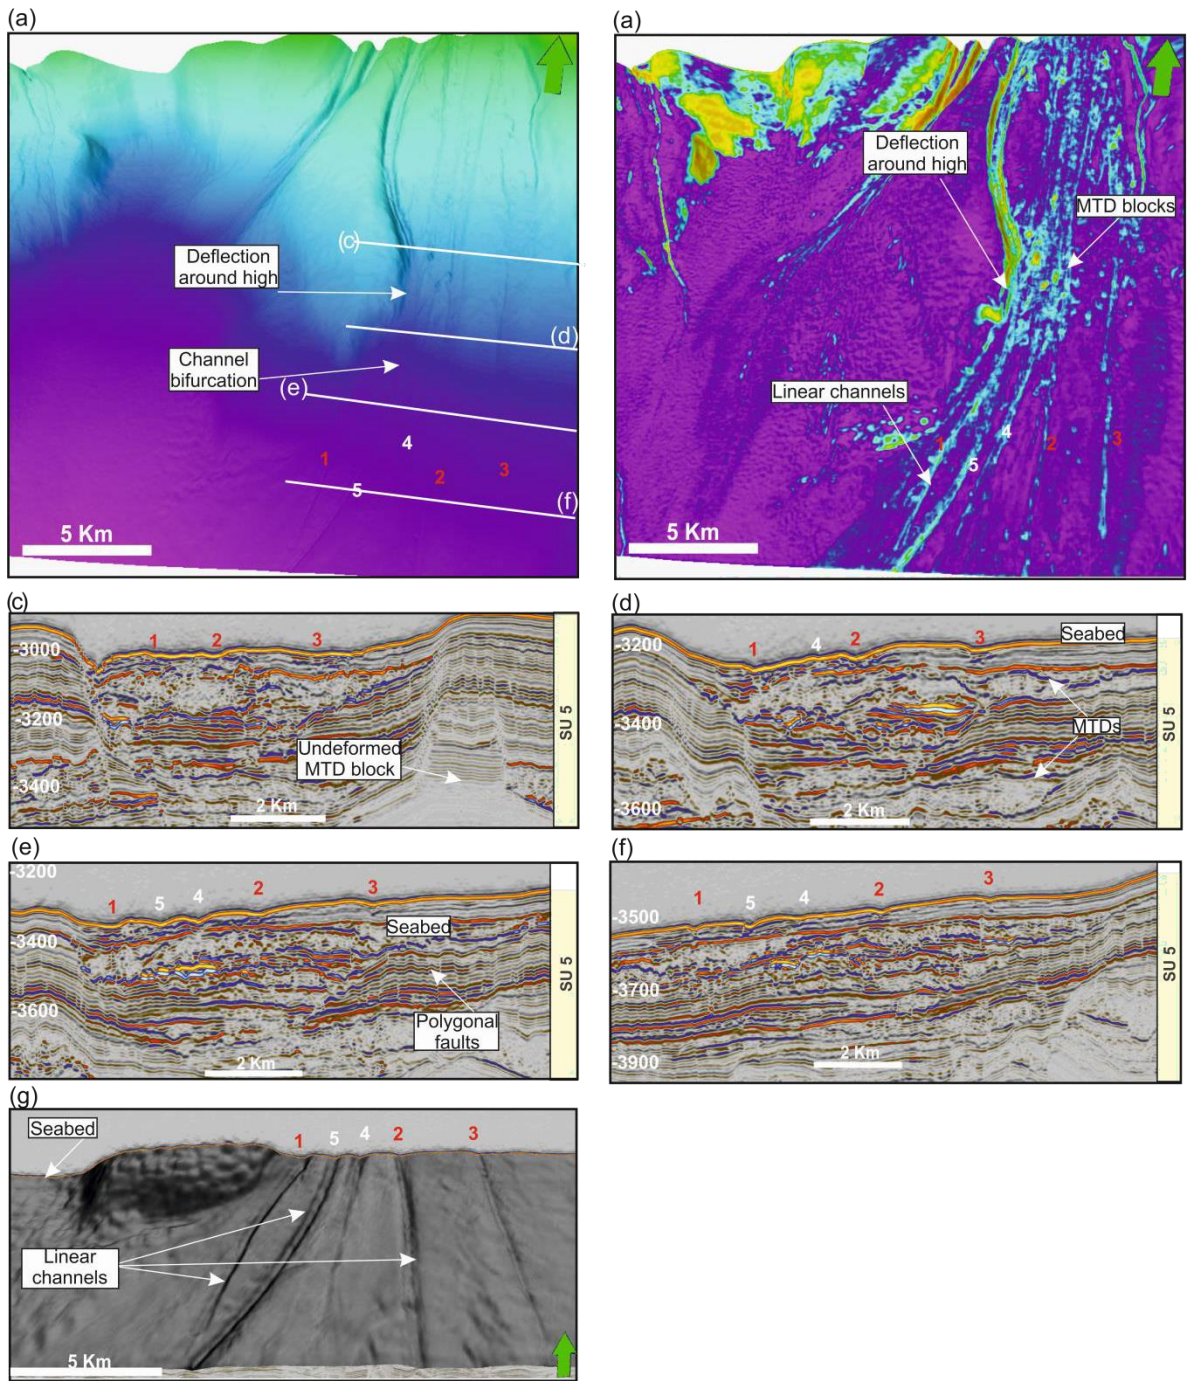 (a)
Deflection
around high
Channel
bifurcation
(c)
(d)
(e)
(f)
1
4
2
3
5
5 Km
(a)
Deflection
around high
MTD blocks
Linear channels
1
4
2
3
5
5 Km
(c)
-3000
-3200
-3400
1 2 3
Undeformed
MTD block
2 Km
SU 5
(d)
-3200
-3400
-3600
1 4 2 3
Seabed
MTDs
2 Km
SU 5
(e)
-3200
-3400
-3600
1 5 4 2 3
Seabed
Polygonal
faults
2 Km
SU 5
(f)
-3500
-3700
-3900
1 5 4 2 3
2 Km
SU 5
(g)
Seabed
1 5 4 2 3
Linear
channels
5 Km